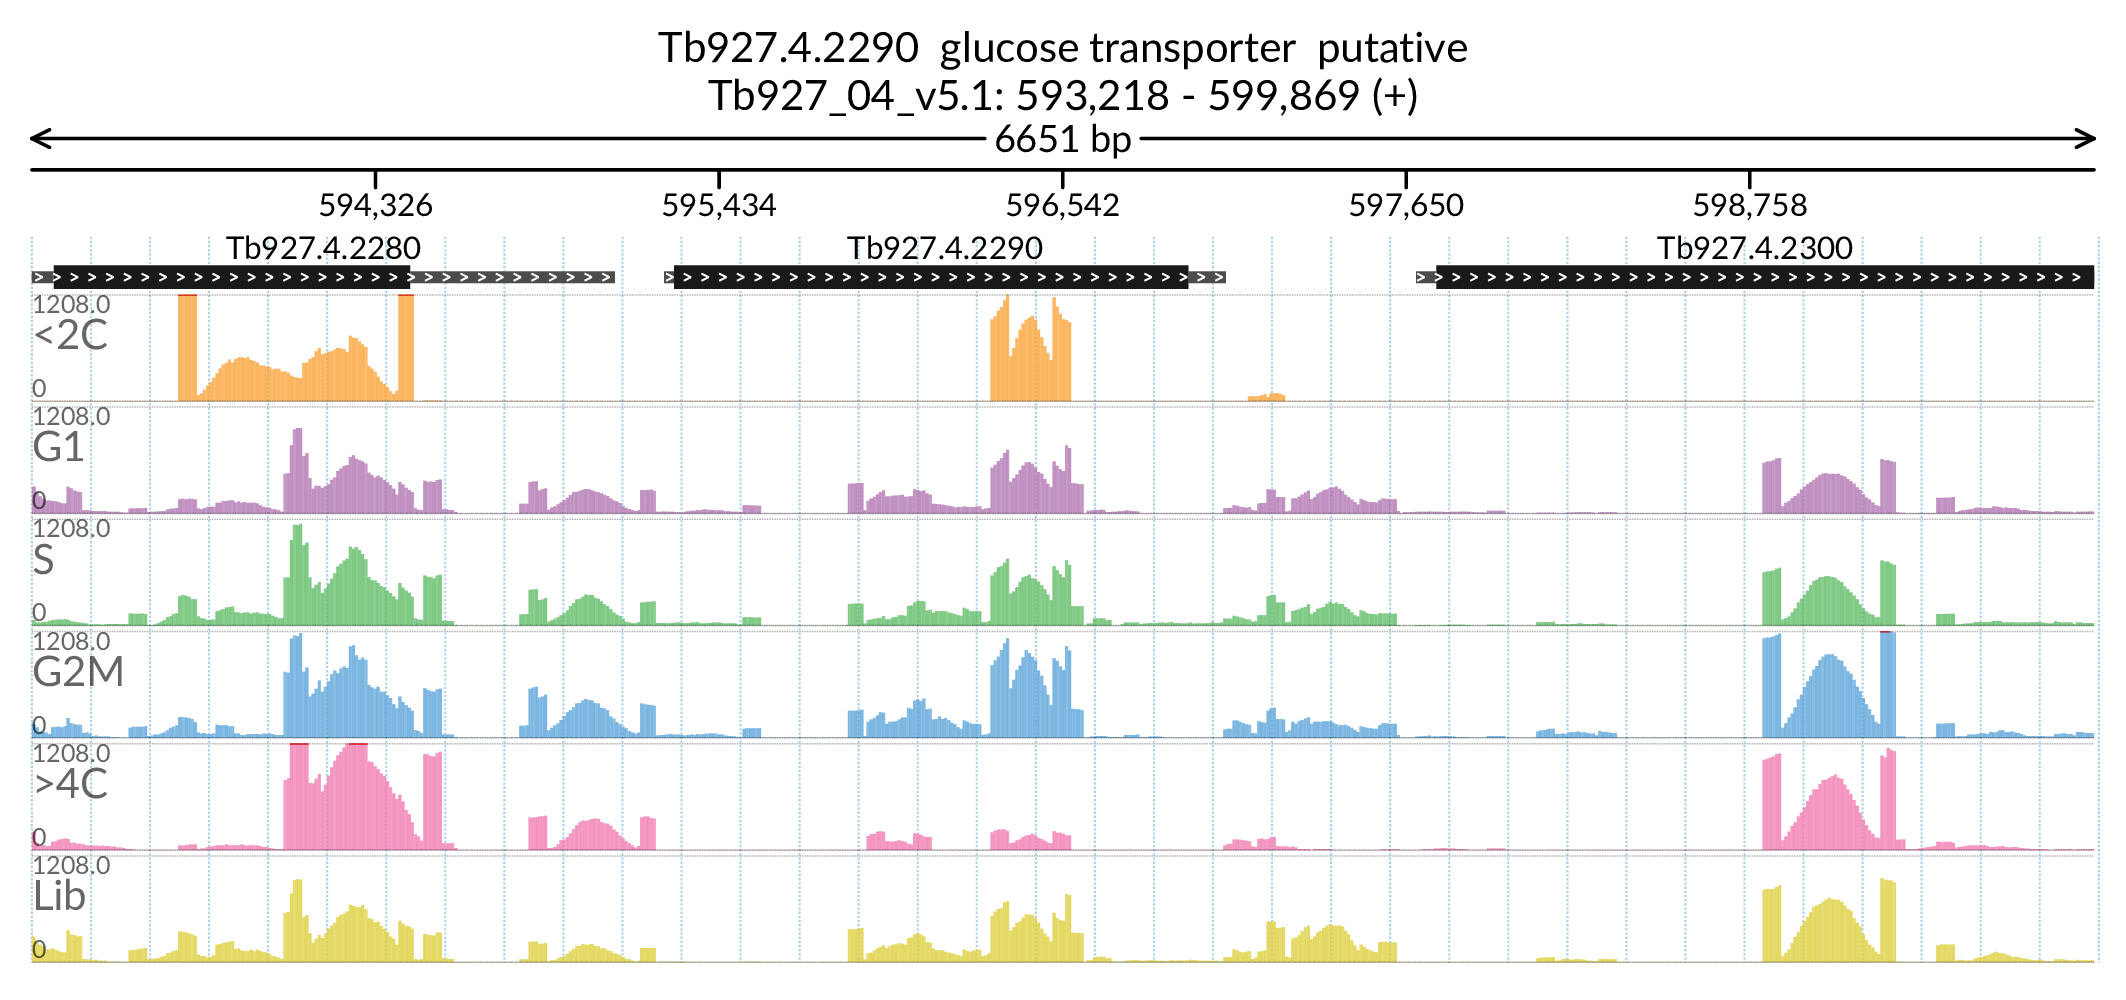 Tb927.4.2290 glucose transporter putative
Tb927_04_v5.1: 593,218 - 599,869 (+)
6651 bp
594,326 595,434 596,542 597,650 598,758
Tb927.4.2280 Tb927.4.2290 Tb927.4.2300
1208.0
<2C
0
1208.0
G1
0
1208.0
S
0
1208.0
G2M
0
1208.0
>4C
0
1208.0
Lib
0